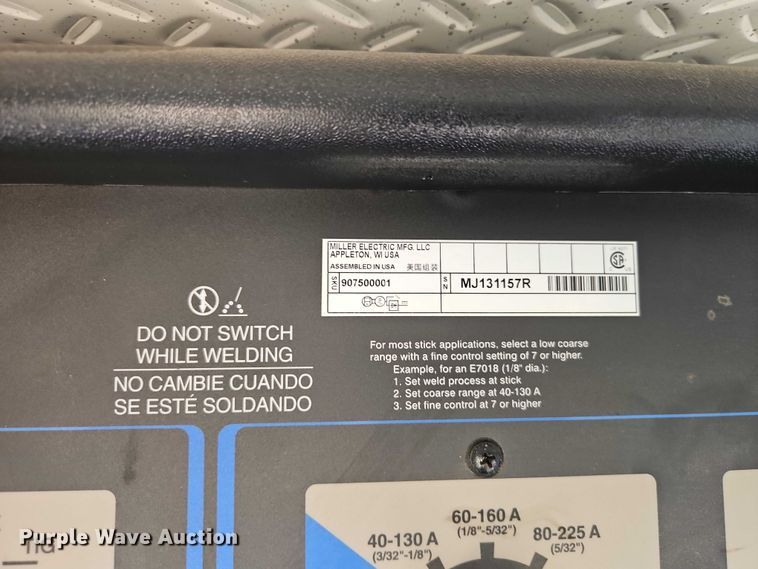 MILLER ELECTRIC MFG. LLC
APPLETON, WI USA
ASSEMBLED IN USA 美国组装
SKU 907500001
SN MJ131157R
DO NOT SWITCH
WHILE WELDING
NO CAMBIE CUANDO
SE ESTÉ SOLDANDO
For most stick applications, select a low coarse
range with a fine control setting of 7 or higher.
Example, for an E7018 (1/8" dia.):
1. Set weld process at stick
2. Set coarse range at 40-130 A
3. Set fine control at 7 or higher
60-160 A
(1/8"-5/32")
40-130 A
(3/32"-1/8")
80-225 A
(5/32")
Purple Wave Auction